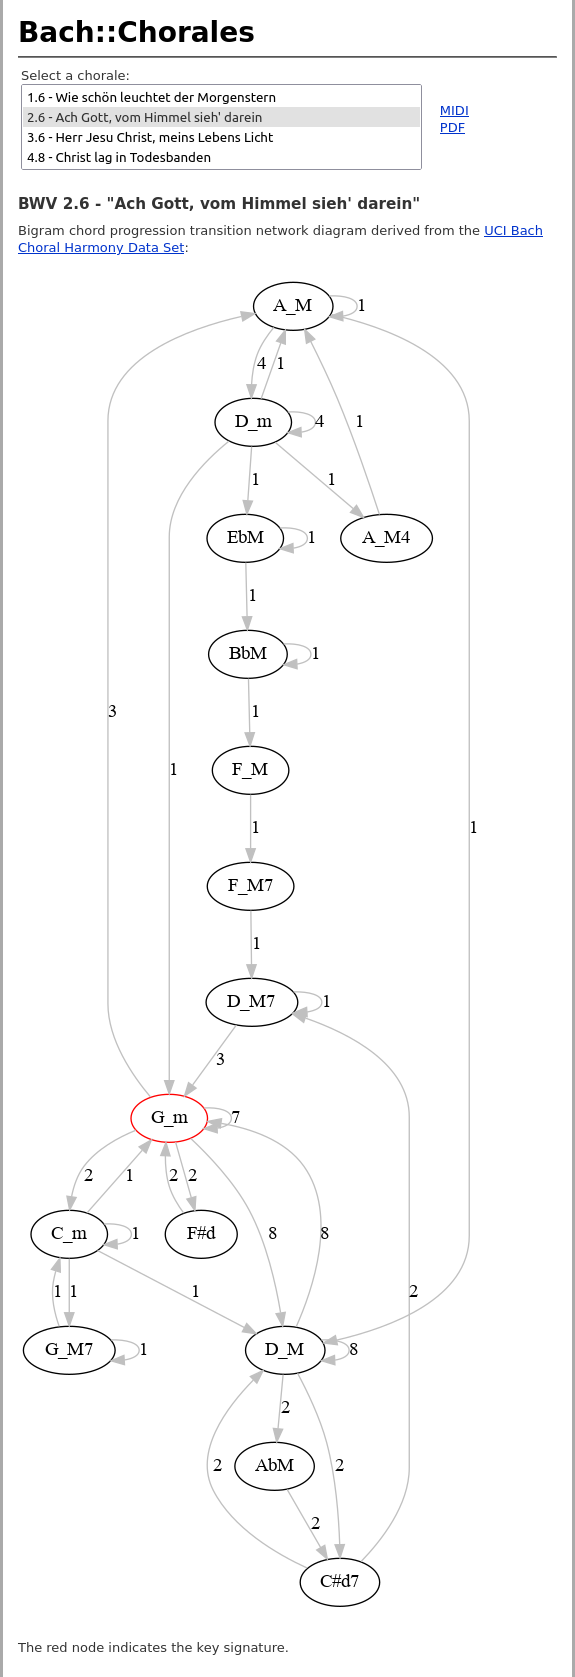 Bach::Chorales
Select a chorale:
1.6 - Wie schön leuchtet der Morgenstern
2.6 - Ach Gott, vom Himmel sieh' darein
3.6 - Herr Jesu Christ, meins Lebens Licht
4.8 - Christ lag in Todesbanden
MIDI
PDF
BWV 2.6 - "Ach Gott, vom Himmel sieh' darein"
Bigram chord progression transition network diagram derived from the UCI Bach
Choral Harmony Data Set:
A_M
1
4
1
D_m
4
1
1
1
EbM
1
A_M4
1
BbM
1
3
1
F_M
1
1
1
F_M7
1
D_M7
1
3
G_m
7
2
1
2
2
C_m
1
F#d
8
8
1
1
1
2
G_M7
1
D_M
8
2
2
AbM
2
2
C#d7
The red node indicates the key signature.